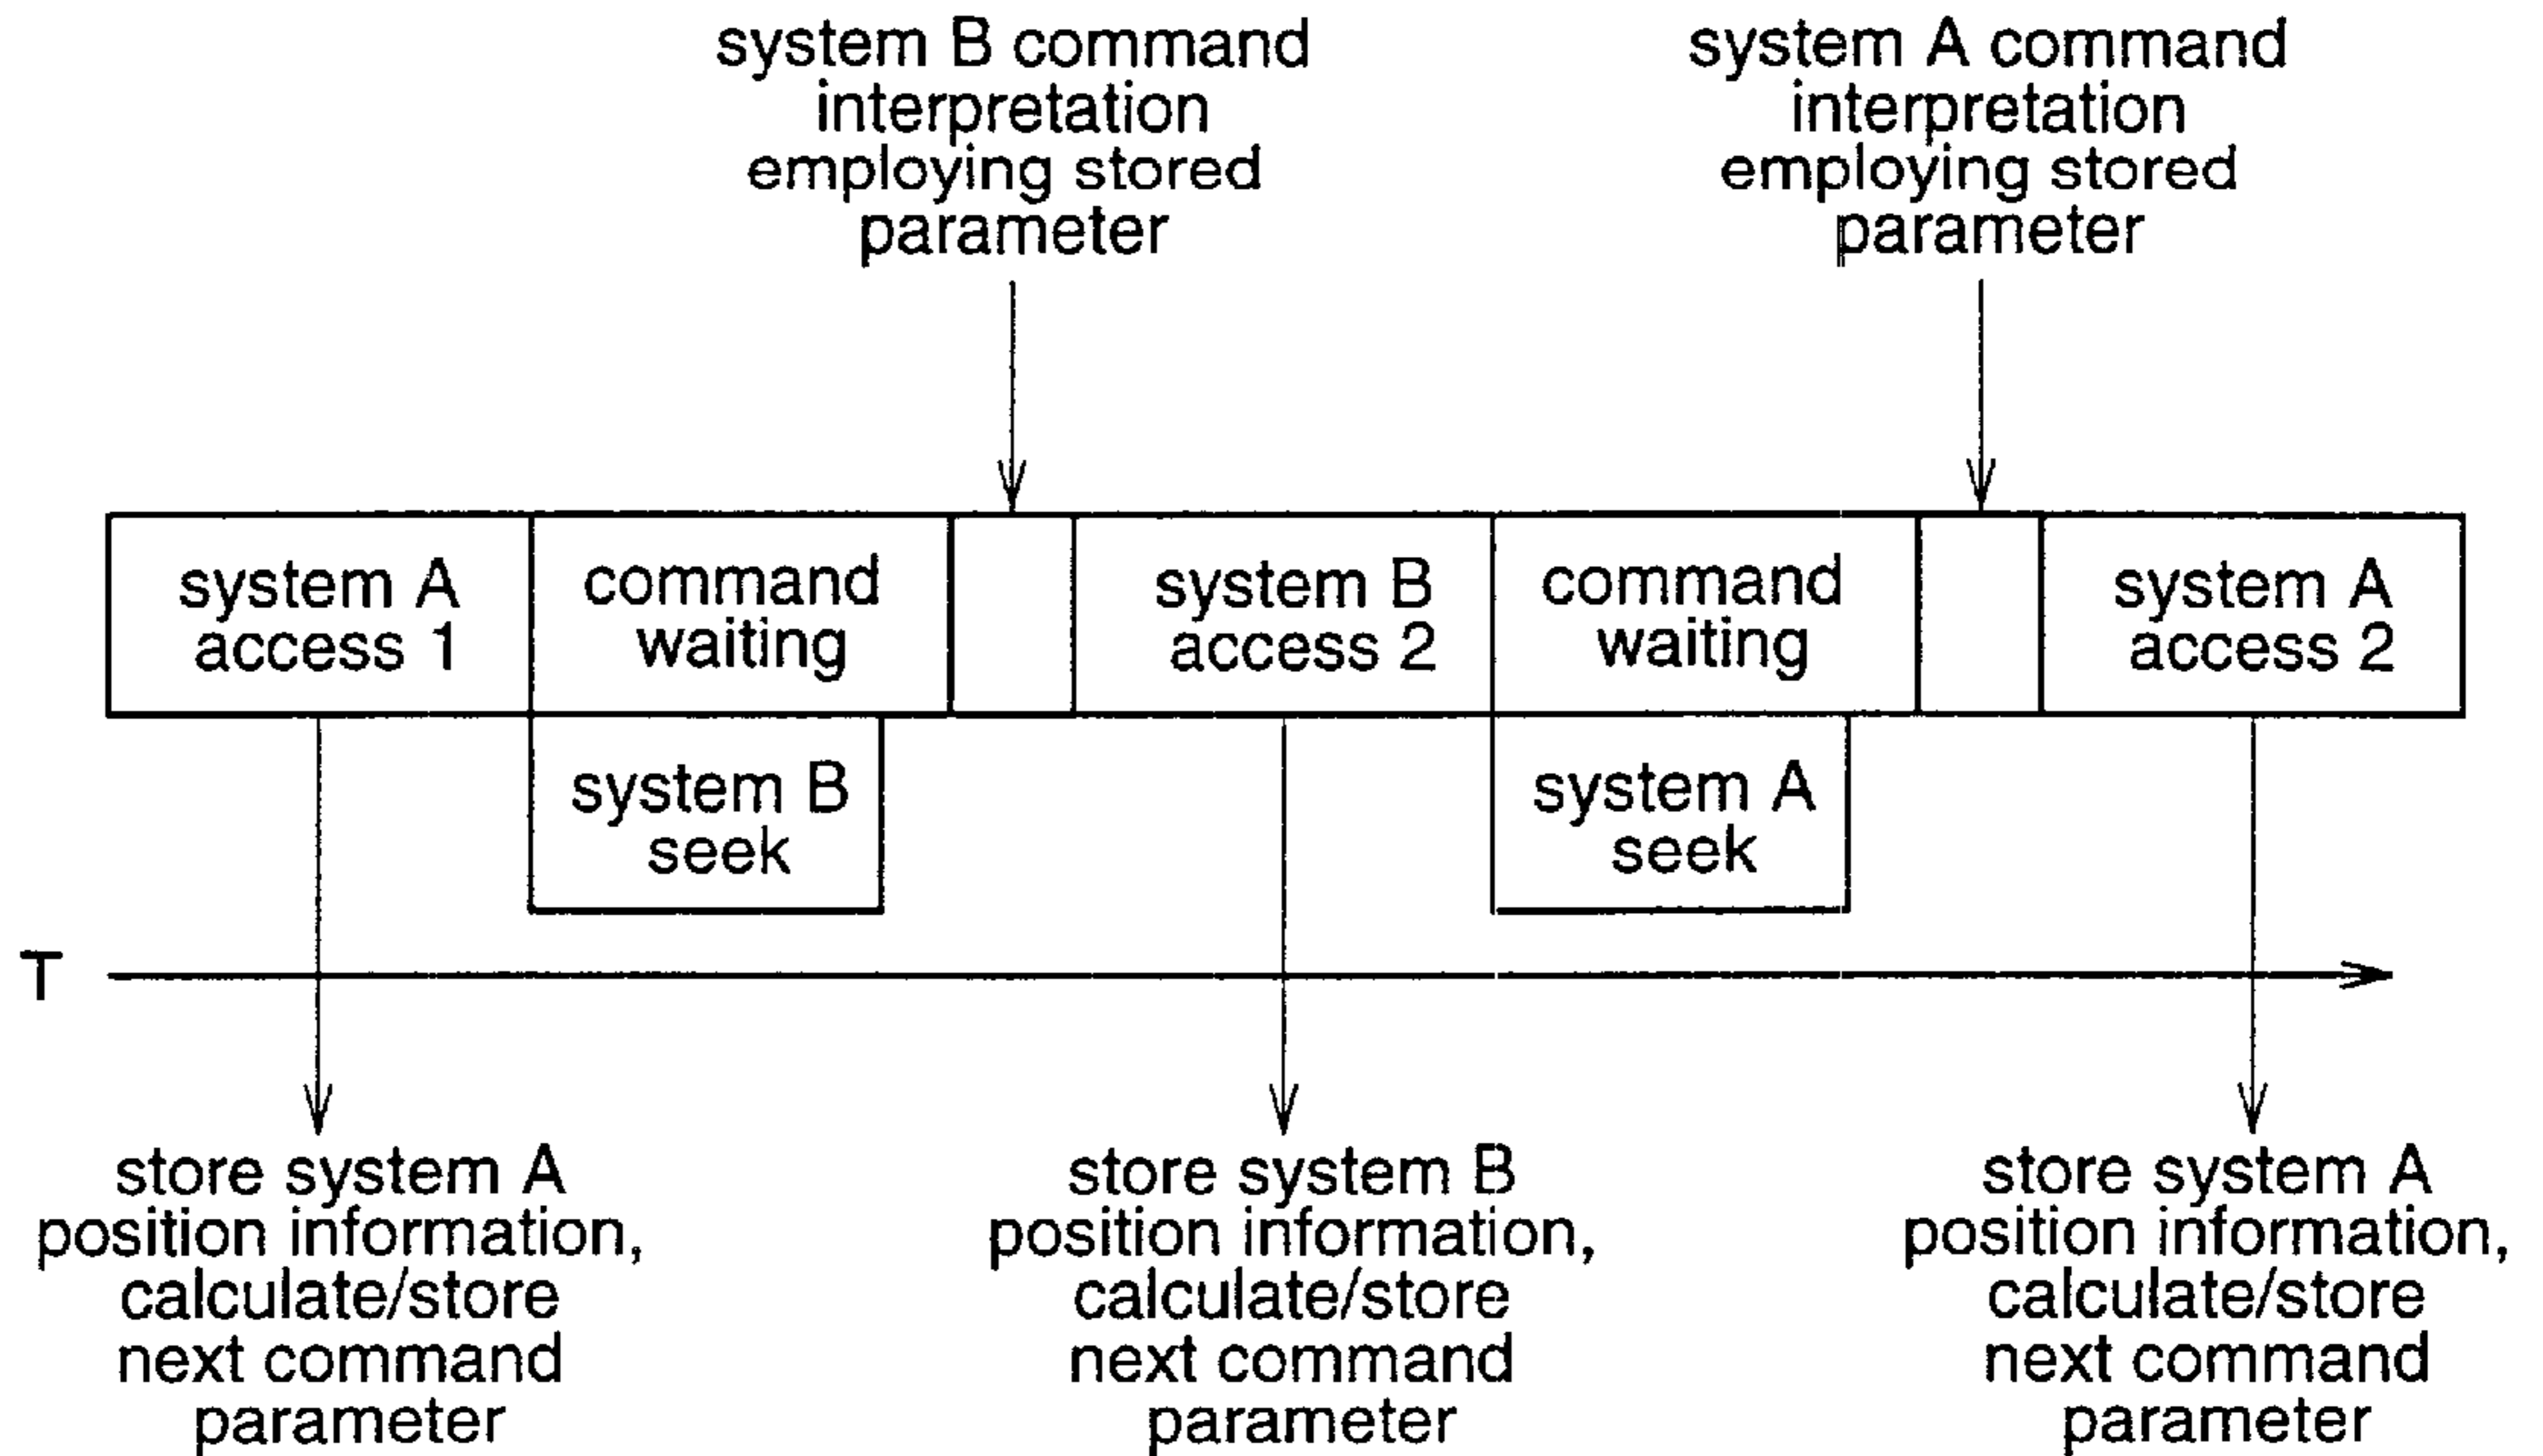 system B command
interpretation
employing stored
parameter
system A command
interpretation
employing stored
parameter
system A
access 1
command
waiting
system B
access 2
command
waiting
system A
access 2
system B
seek
system A
seek
T
store system A
position information,
calculate/store
next command
parameter
store system B
position information,
calculate/store
next command
parameter
store system A
position information,
calculate/store
next command
parameter